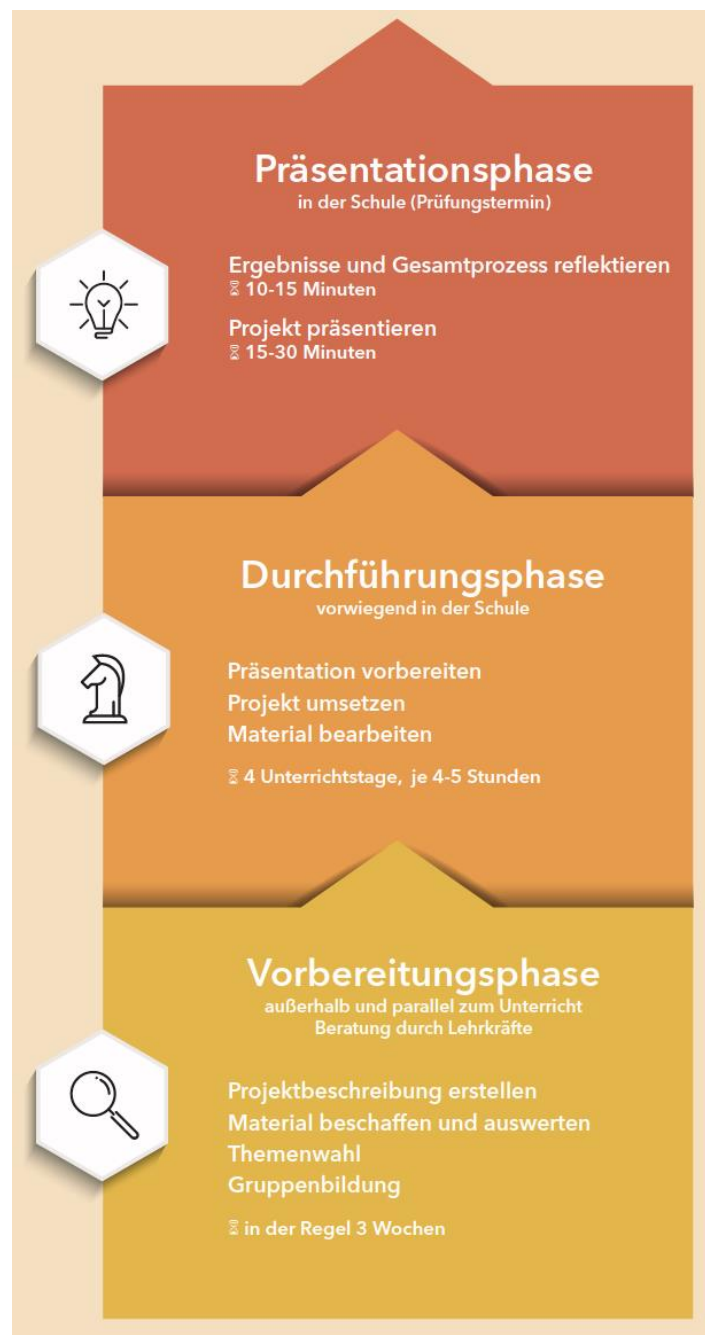 Präsentationsphase
in der Schule (Prüfungstermin)
Ergebnisse und Gesamtprozess reflektieren
⌛ 10-15 Minuten
Projekt präsentieren
⌛ 15-30 Minuten
Durchführungsphase
vorwiegend in der Schule
Präsentation vorbereiten
Projekt umsetzen
Material bearbeiten
⌛ 4 Unterrichtstage, je 4-5 Stunden
Vorbereitungsphase
außerhalb und parallel zum Unterricht
Beratung durch Lehrkräfte
Projektbeschreibung erstellen
Material beschaffen und auswerten
Themenwahl
Gruppenbildung
⌛ in der Regel 3 Wochen